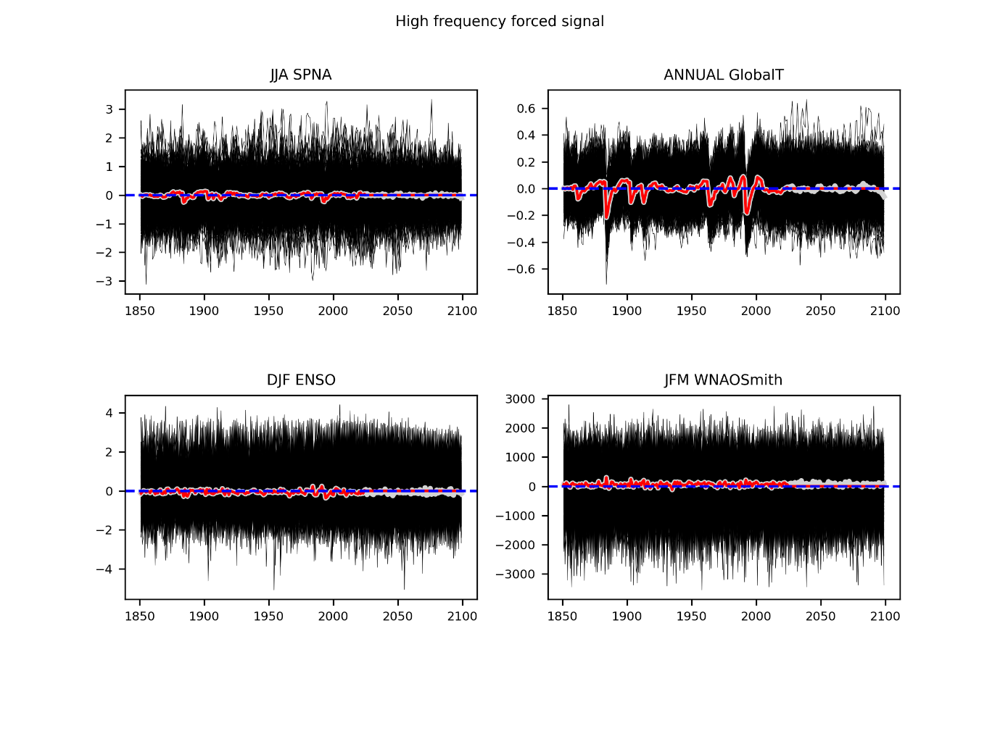 High frequency forced signal
JJA SPNA
3
2
1
0
−1
−2
−3
1850 1900 1950 2000 2050 2100
ANNUAL GlobalT
0.6
0.4
0.2
0.0
−0.2
−0.4
−0.6
1850 1900 1950 2000 2050 2100
DJF ENSO
4
2
0
−2
−4
1850 1900 1950 2000 2050 2100
JFM WNAOSmith
3000
2000
1000
0
−1000
−2000
−3000
1850 1900 1950 2000 2050 2100